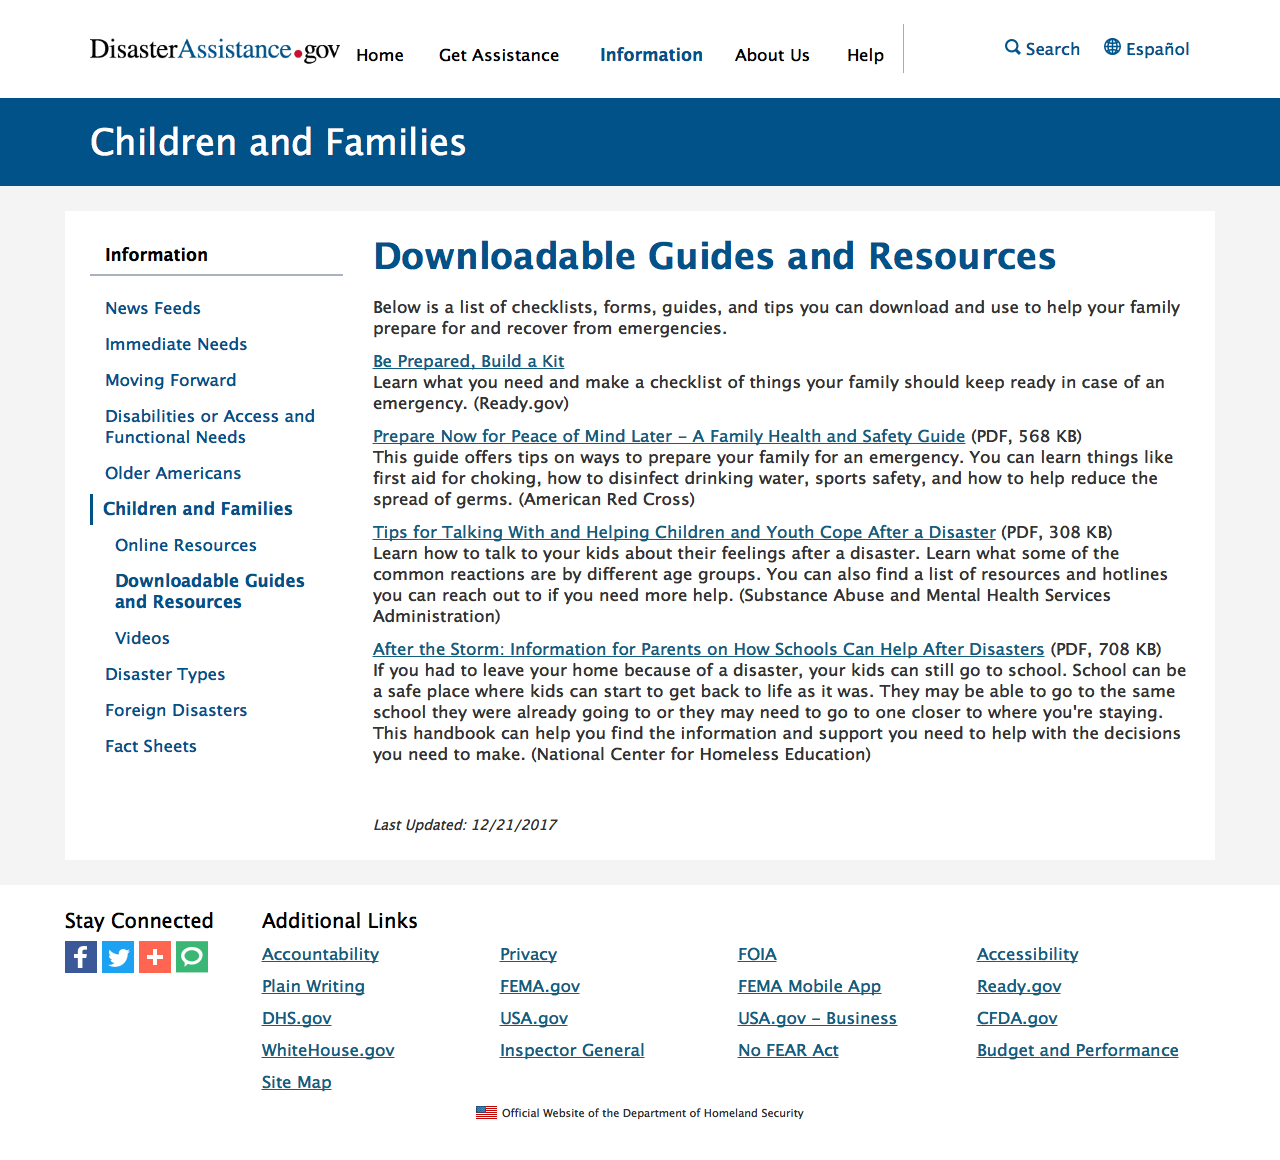 DisasterAssistance.gov
Home
Get Assistance
Information
About Us
Help
Search
Español
Children and Families
Information
News Feeds
Immediate Needs
Moving Forward
Disabilities or Access and
Functional Needs
Older Americans
Children and Families
Online Resources
Downloadable Guides
and Resources
Videos
Disaster Types
Foreign Disasters
Fact Sheets
Downloadable Guides and Resources
Below is a list of checklists, forms, guides, and tips you can download and use to help your family
prepare for and recover from emergencies.
Be Prepared, Build a Kit
Learn what you need and make a checklist of things your family should keep ready in case of an
emergency. (Ready.gov)
Prepare Now for Peace of Mind Later – A Family Health and Safety Guide (PDF, 568 KB)
This guide offers tips on ways to prepare your family for an emergency. You can learn things like
first aid for choking, how to disinfect drinking water, sports safety, and how to help reduce the
spread of germs. (American Red Cross)
Tips for Talking With and Helping Children and Youth Cope After a Disaster (PDF, 308 KB)
Learn how to talk to your kids about their feelings after a disaster. Learn what some of the
common reactions are by different age groups. You can also find a list of resources and hotlines
you can reach out to if you need more help. (Substance Abuse and Mental Health Services
Administration)
After the Storm: Information for Parents on How Schools Can Help After Disasters (PDF, 708 KB)
If you had to leave your home because of a disaster, your kids can still go to school. School can be
a safe place where kids can start to get back to life as it was. They may be able to go to the same
school they were already going to or they may need to go to one closer to where you're staying.
This handbook can help you find the information and support you need to help with the decisions
you need to make. (National Center for Homeless Education)
Last Updated: 12/21/2017
Stay Connected
Additional Links
Accountability
Privacy
FOIA
Accessibility
Plain Writing
FEMA.gov
FEMA Mobile App
Ready.gov
DHS.gov
USA.gov
USA.gov – Business
CFDA.gov
WhiteHouse.gov
Inspector General
No FEAR Act
Budget and Performance
Site Map
Official Website of the Department of Homeland Security